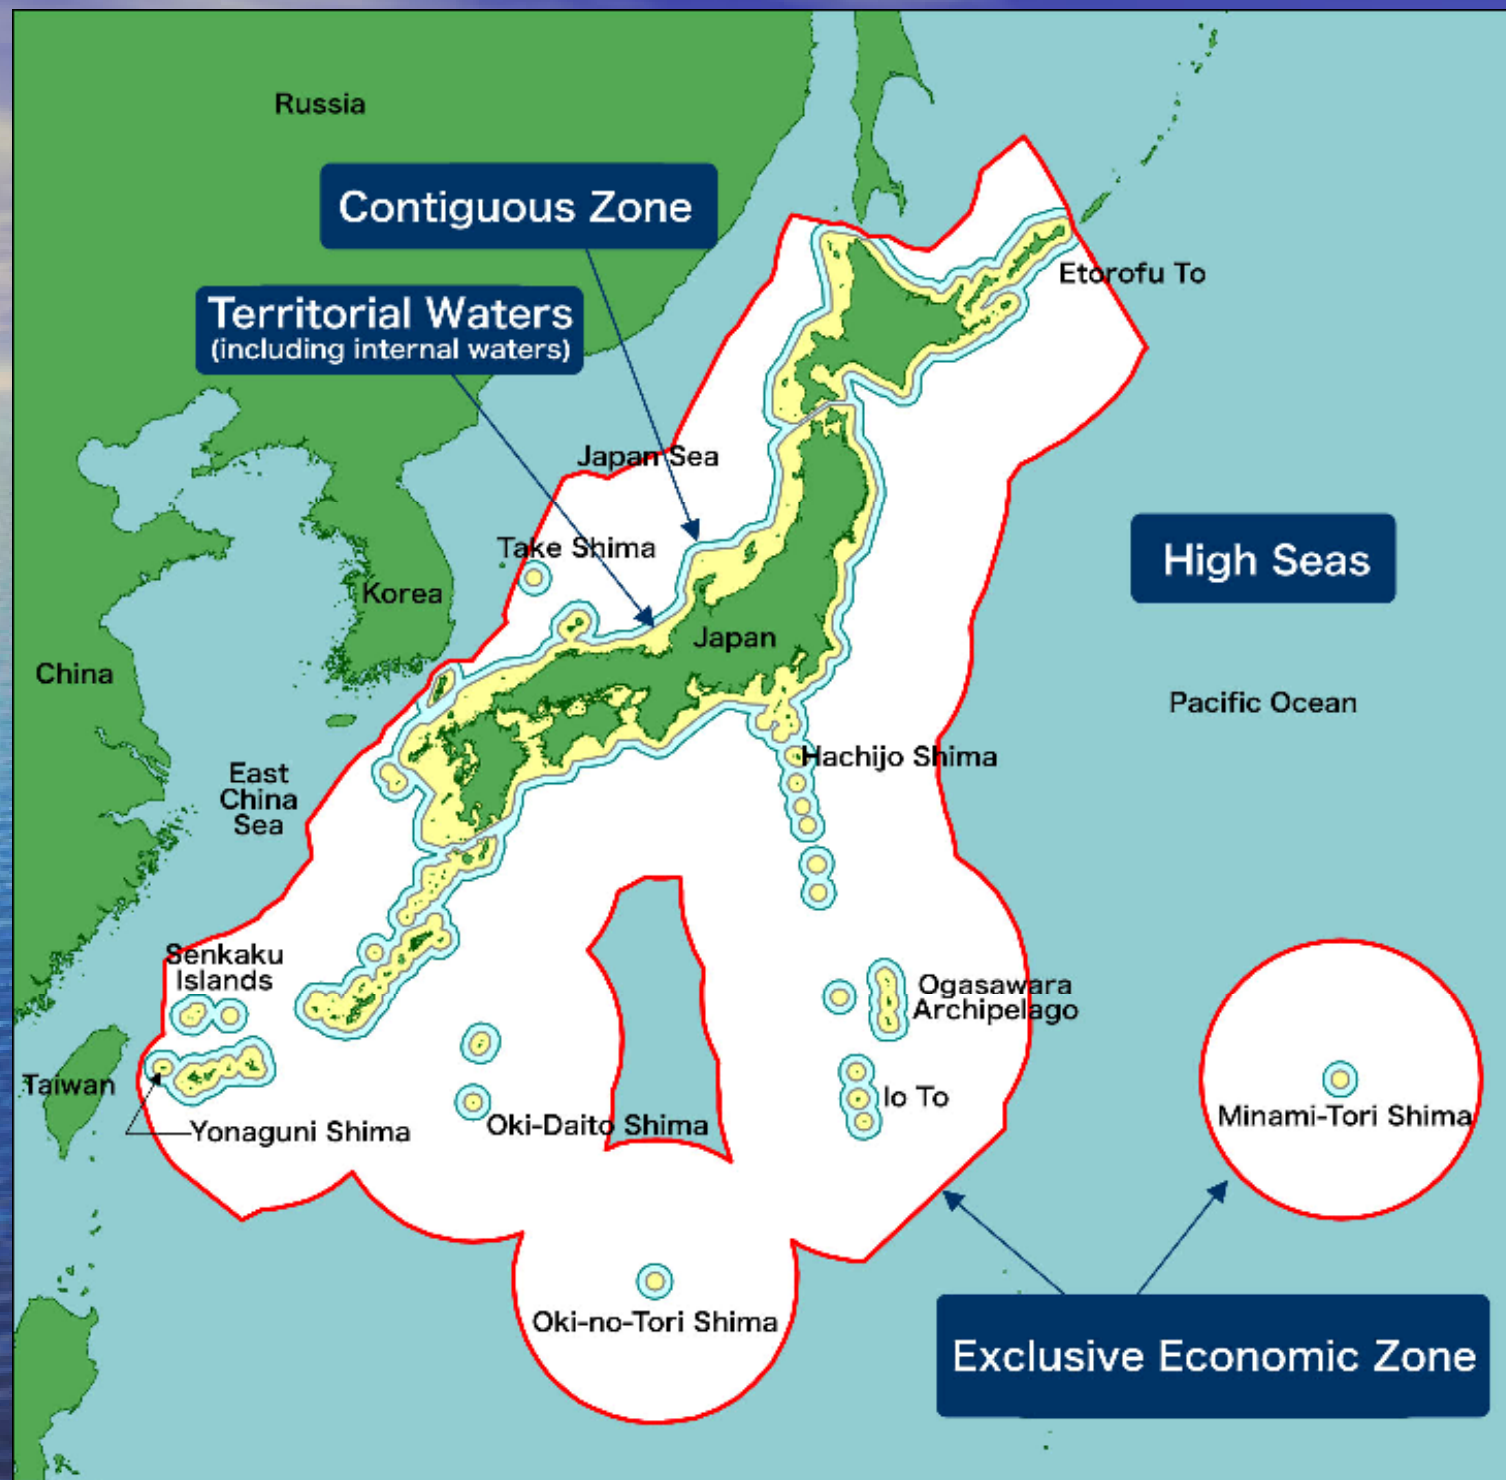 Russia
Contiguous Zone
Territorial Waters
(including internal waters)
Etorofu To
Japan Sea
Take Shima
High Seas
Korea
Japan
China
Pacific Ocean
Hachijo Shima
East
China
Sea
Senkaku
Islands
Ogasawara
Archipelago
Taiwan
Io To
Minami-Tori Shima
Oki-Daito Shima
Yonaguni Shima
Oki-no-Tori Shima
Exclusive Economic Zone